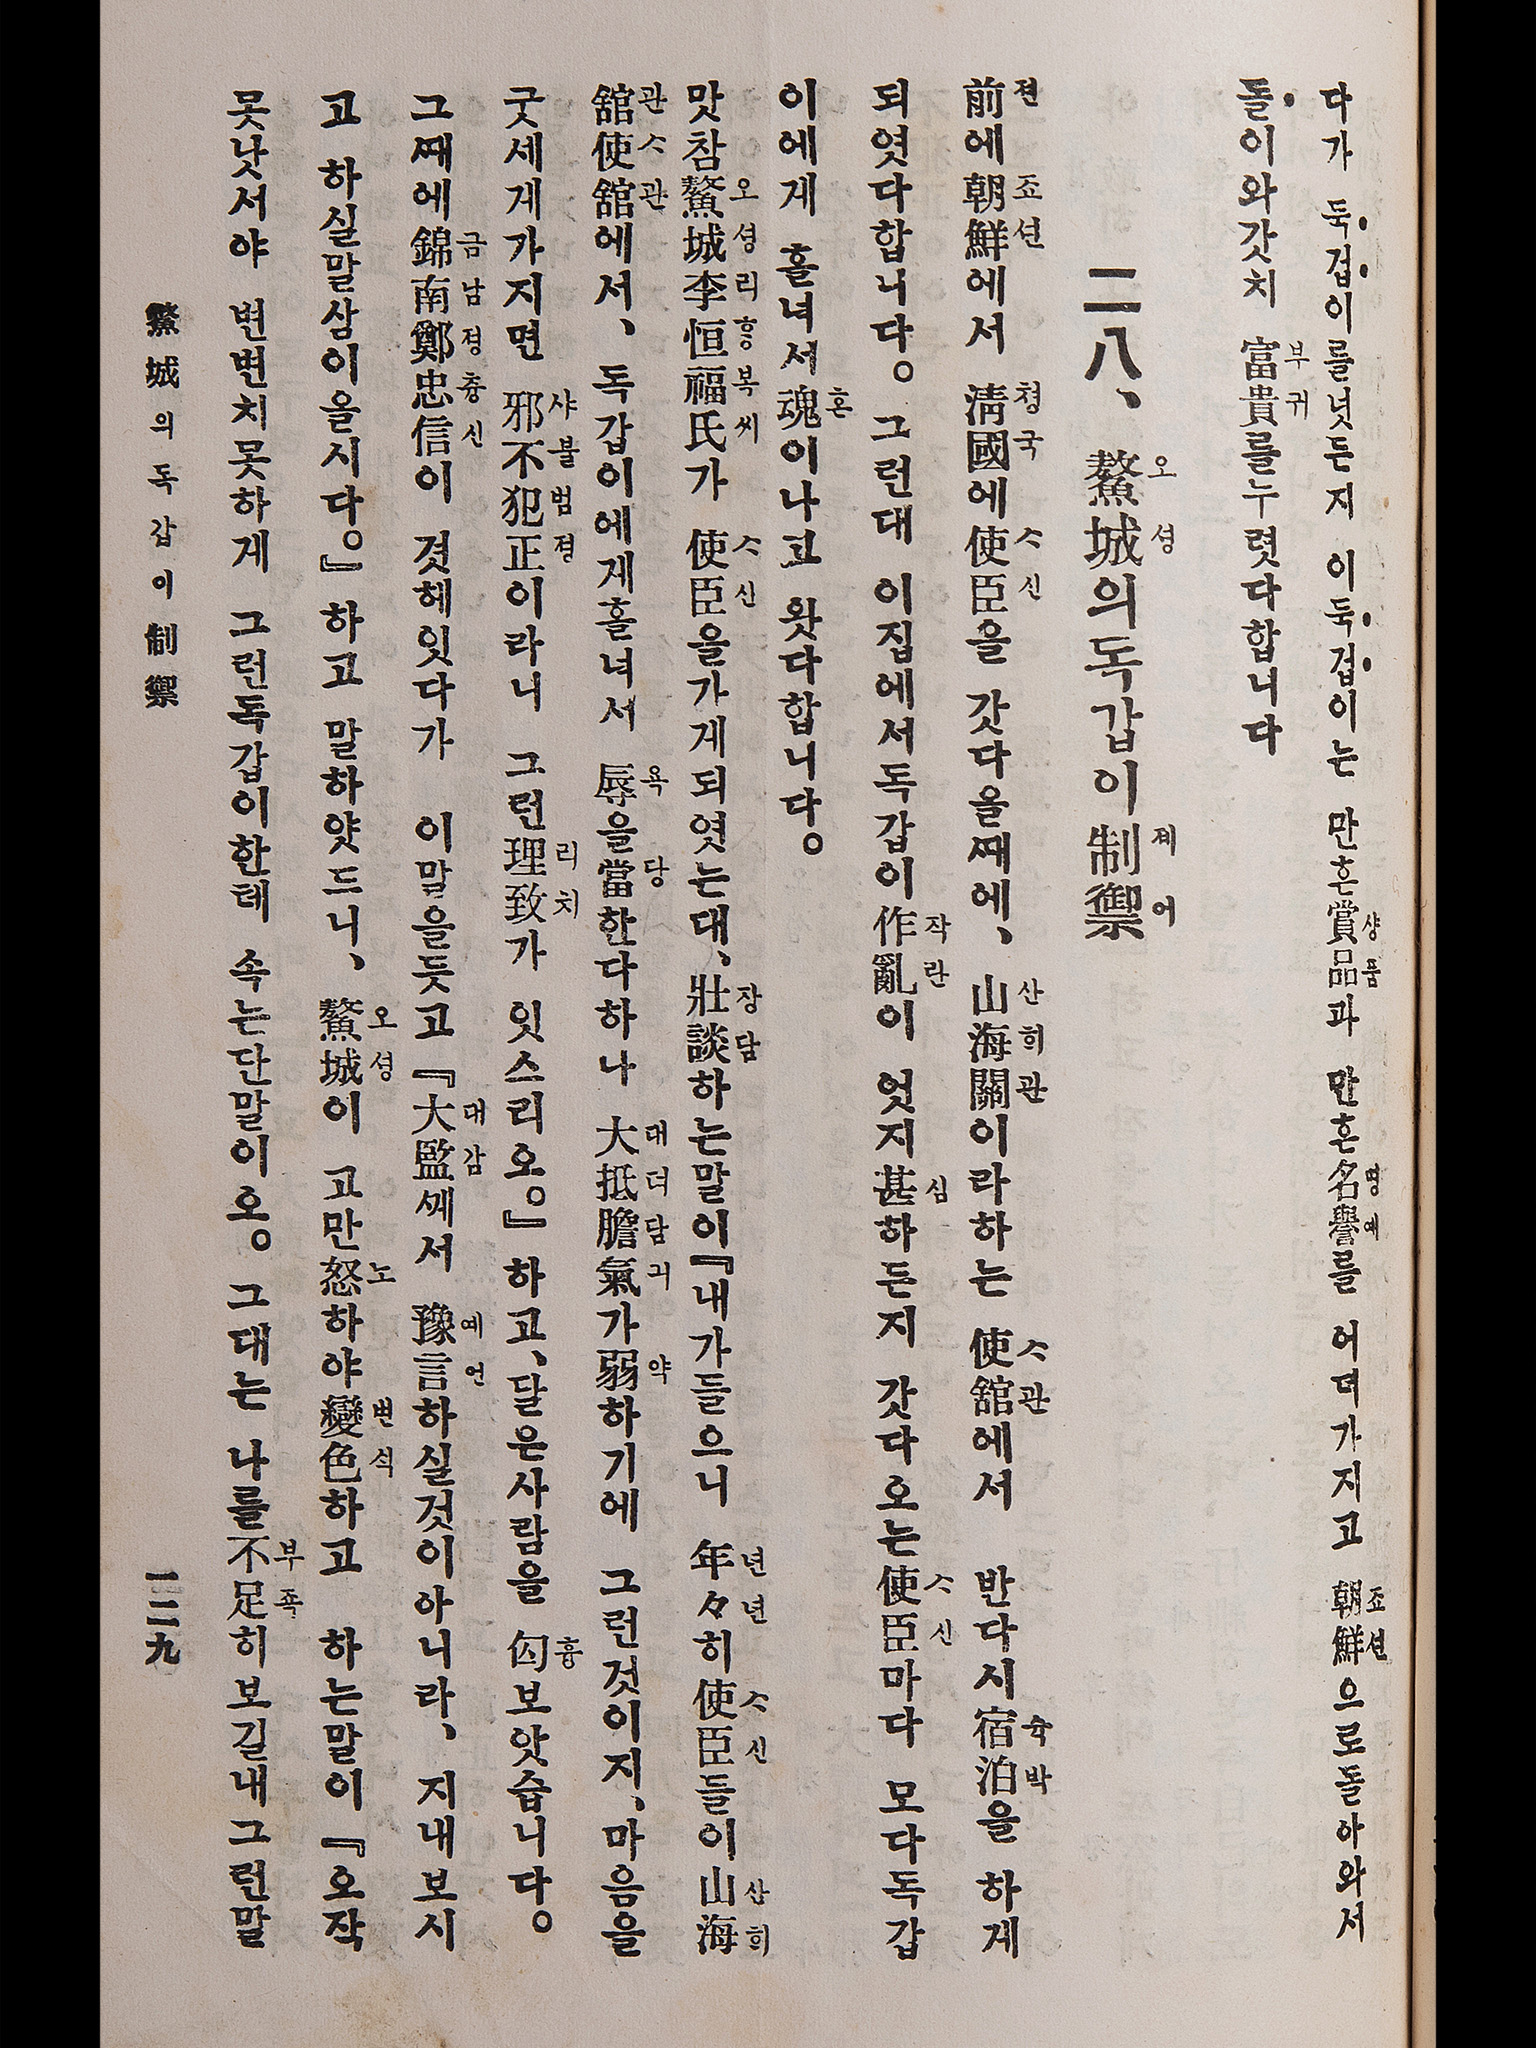 다가 둑겁이를넛든지 이둑겁이는 만흔賞品과 만흔名譽를 어더가지고 朝鮮으로돌아와서
돌이와갓치 富貴를누렷다합니다
二八、 鰲城의독갑이制禦
前에朝鮮에서 淸國에使臣을 갓다올때에、 山海關이라하는 使舘에서 반다시宿泊을 하게
되엿다합니다。 그런대 이집에서독갑이作亂이 엇지甚하든지 갓다오는使臣마다 모다독갑
이에게 홀녀서魂이나고 왓다합니다。
맛참鰲城李恒福氏가 使臣을가게되엿는대、壯談하는말이『내가들으니 年々히使臣들이山海
舘使舘에서、 독갑이에게홀녀서 辱을當한다하나 大抵膽氣가弱하기에 그런것이지、마음을
굿세게가지면 邪不犯正이라니 그런理致가 잇스리오。』하고、달은사람을 囟보앗습니다。
그때에錦南鄭忠信이 겻헤잇다가 이말을듯고『大監께서 豫言하실것이아니라、 지내보시
고 하실말삼이올시다。』하고 말하얏드니、 鰲城이 고만怒하야變色하고 하는말이 『오작
못낫서야 변변치못하게 그런독갑이한테 속는단말이오。 그대는 나를不足히보길내그런말
鰲城의독갑이制禦 一二九